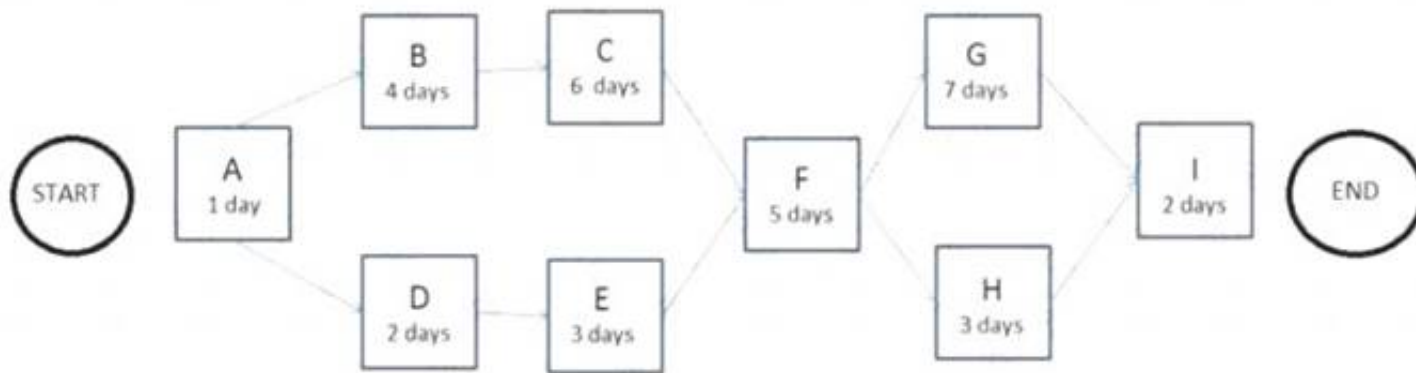 START
A
1 day
B
4 days
C
6 days
D
2 days
E
3 days
F
5 days
G
7 days
H
3 days
I
2 days
END